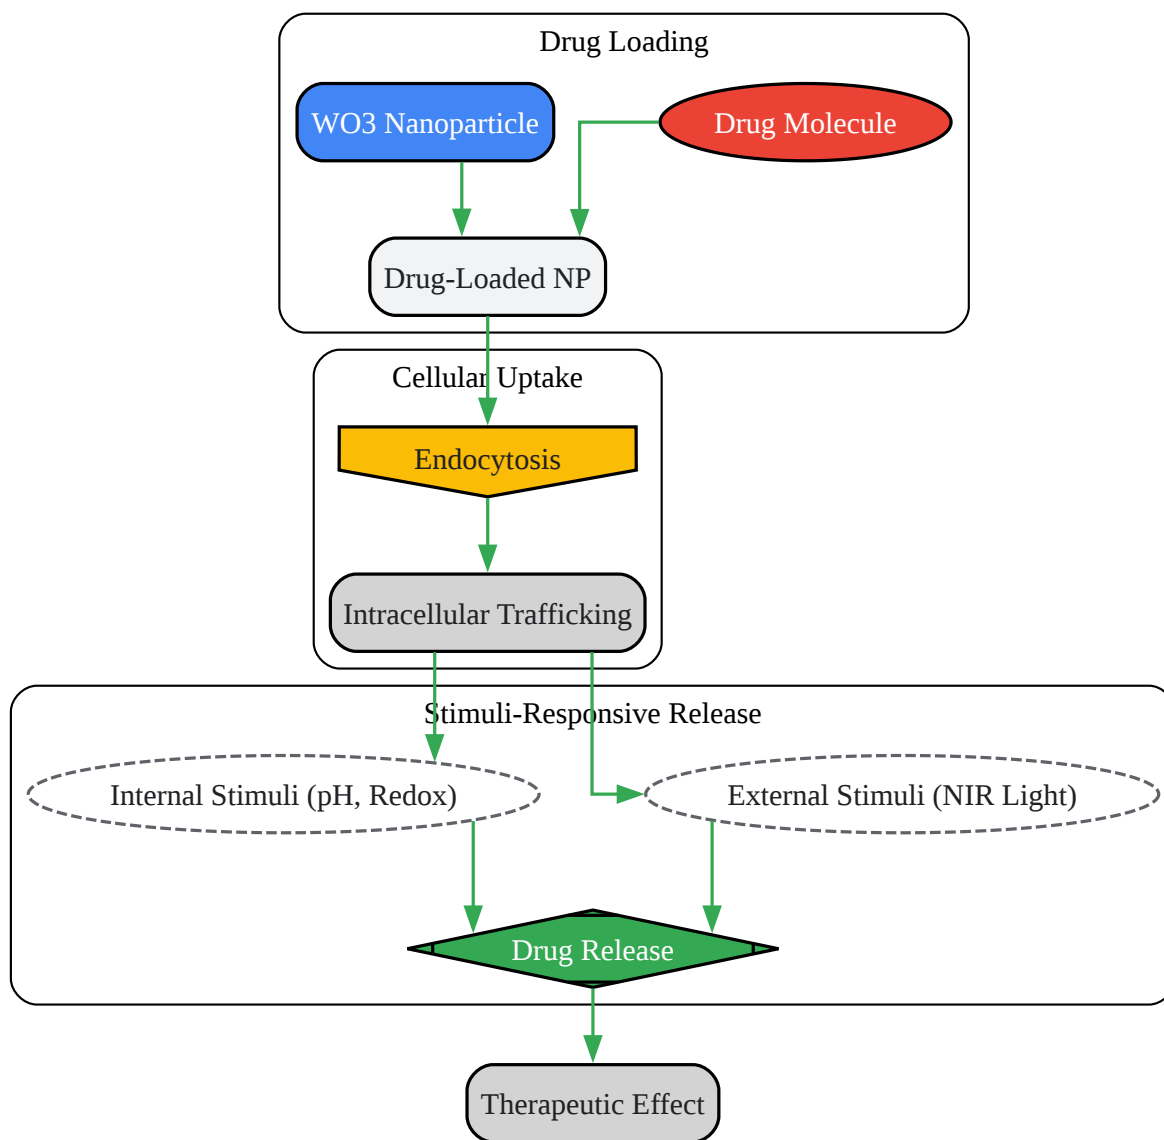 Drug Loading
WO3 Nanoparticle
Drug Molecule
Drug-Loaded NP
Cellular Uptake
Endocytosis
Intracellular Trafficking
Stimuli-Responsive Release
Internal Stimuli (pH, Redox)
External Stimuli (NIR Light)
Drug Release
Therapeutic Effect